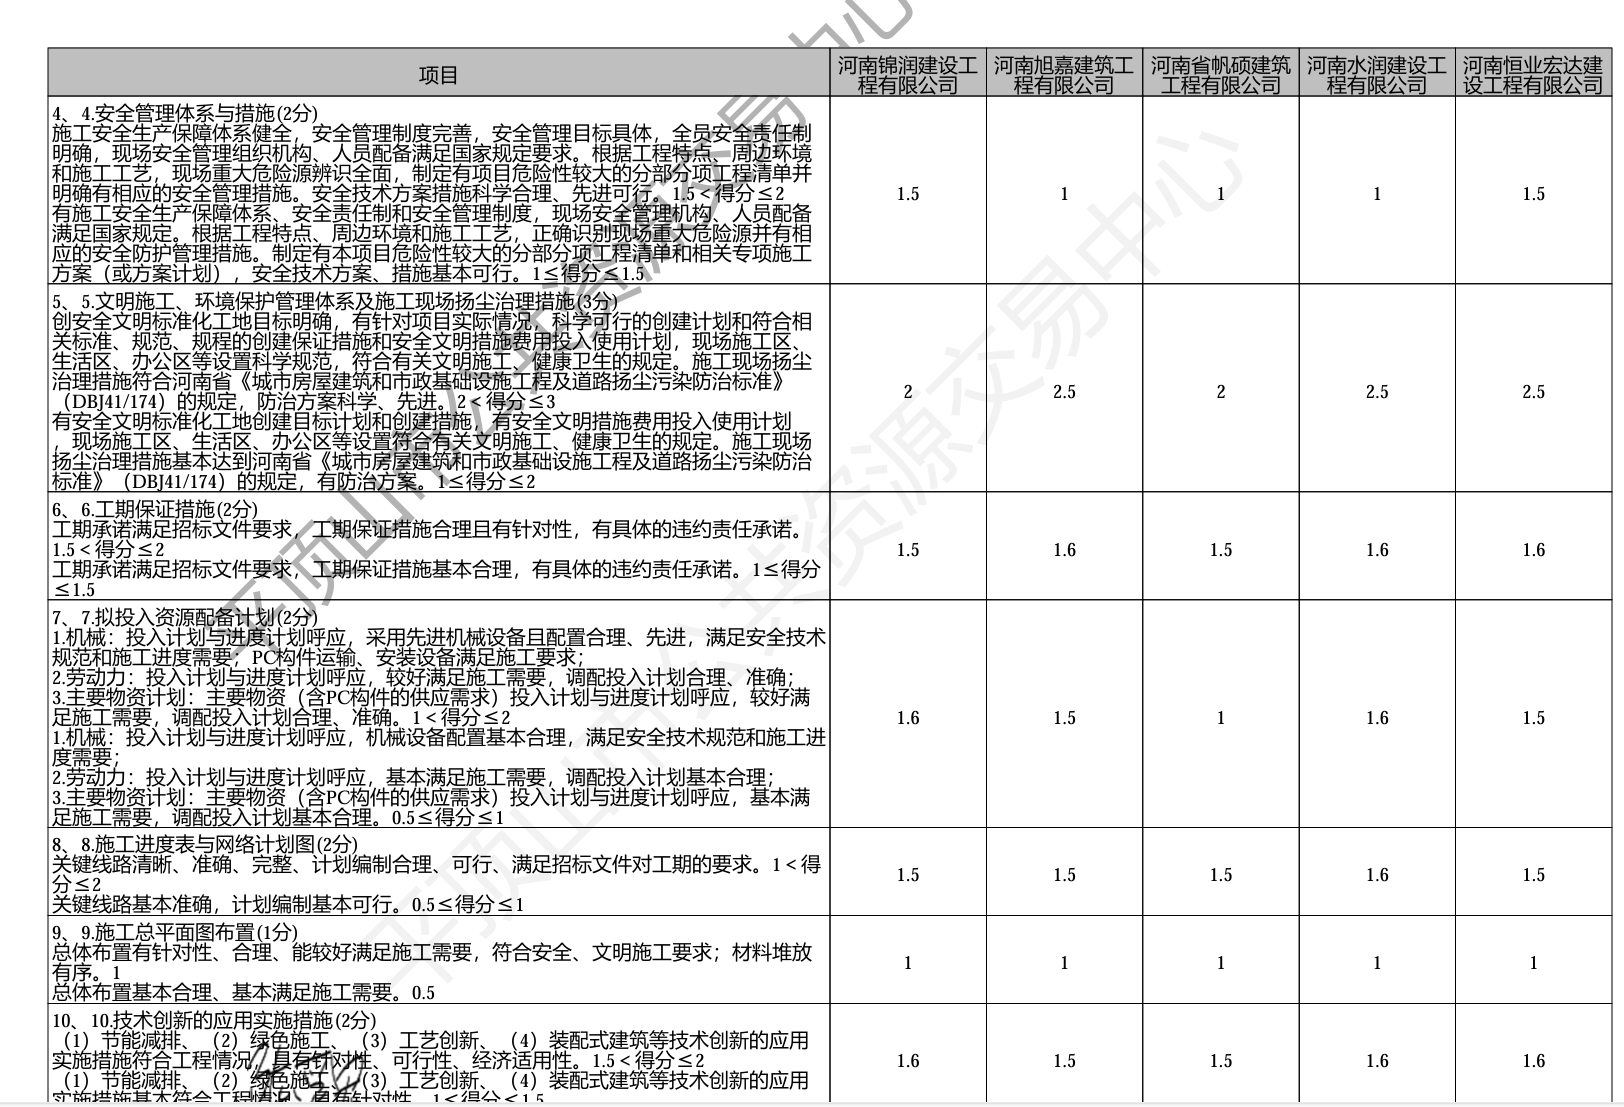 项目
河南锦润建设工
程有限公司
河南旭嘉建筑工
程有限公司
河南省帆硕建筑
工程有限公司
河南水润建设工
程有限公司
河南恒业宏达建
设工程有限公司
4、4.安全管理体系与措施(2分)
施工安全生产保障体系健全，安全管理制度完善，安全管理目标具体，全员安全责任制
明确，现场安全管理组织机构、人员配备满足国家规定要求。根据工程特点、周边环境
和施工工艺，现场重大危险源辨识全面，制定有项目危险性较大的分部分项工程清单并
明确有相应的安全管理措施。安全技术方案措施科学合理、先进可行。1.5＜得分≤2
有施工安全生产保障体系、安全责任制和安全管理制度，现场安全管理机构、人员配备
满足国家规定。根据工程特点、周边环境和施工工艺，正确识别现场重大危险源并有相
应的安全防护管理措施。制定有本项目危险性较大的分部分项工程清单和相关专项施工
方案（或方案计划），安全技术方案、措施基本可行。1≤得分≤1.5
1.5
1
1
1
1.5
5、5.文明施工、环境保护管理体系及施工现场扬尘治理措施(3分)
创安全文明标准化工地目标明确，有针对项目实际情况，科学可行的创建计划和符合相
关标准、规范、规程的创建保证措施和安全文明措施费用投入使用计划，现场施工区、
生活区、办公区等设置科学规范，符合有关文明施工、健康卫生的规定。施工现场扬尘
治理措施符合河南省《城市房屋建筑和市政基础设施工程及道路扬尘污染防治标准》
（DBJ41/174）的规定，防治方案科学、先进。2＜得分≤3
有安全文明标准化工地创建目标计划和创建措施，有安全文明措施费用投入使用计划
，现场施工区、生活区、办公区等设置符合有关文明施工、健康卫生的规定。施工现场
扬尘治理措施基本达到河南省《城市房屋建筑和市政基础设施工程及道路扬尘污染防治
标准》（DBJ41/174）的规定，有防治方案。1≤得分≤2
2
2.5
2
2.5
2.5
6、6.工期保证措施(2分)
工期承诺满足招标文件要求，工期保证措施合理且有针对性，有具体的违约责任承诺。
1.5＜得分≤2
工期承诺满足招标文件要求，工期保证措施基本合理，有具体的违约责任承诺。1≤得分
≤1.5
1.5
1.6
1.5
1.6
1.6
7、7.拟投入资源配备计划(2分)
1.机械：投入计划与进度计划呼应，采用先进机械设备且配置合理、先进，满足安全技术
规范和施工进度需要，PC构件运输、安装设备满足施工要求；
2.劳动力：投入计划与进度计划呼应，较好满足施工需要，调配投入计划合理、准确；
3.主要物资计划：主要物资（含PC构件的供应需求）投入计划与进度计划呼应，较好满
足施工需要，调配投入计划合理、准确。1＜得分≤2
1.机械：投入计划与进度计划呼应，机械设备配置基本合理，满足安全技术规范和施工进
度需要；
2.劳动力：投入计划与进度计划呼应，基本满足施工需要，调配投入计划基本合理；
3.主要物资计划：主要物资（含PC构件的供应需求）投入计划与进度计划呼应，基本满
足施工需要，调配投入计划基本合理。0.5≤得分≤1
1.6
1.5
1
1.6
1.5
8、8.施工进度表与网络计划图(2分)
关键线路清晰、准确、完整、计划编制合理、可行、满足招标文件对工期的要求。1＜得
分≤2
关键线路基本准确，计划编制基本可行。0.5≤得分≤1
1.5
1.5
1.5
1.6
1.5
9、9.施工总平面图布置(1分)
总体布置有针对性、合理、能较好满足施工需要，符合安全、文明施工要求；材料堆放
有序。1
总体布置基本合理、基本满足施工需要。0.5
1
1
1
1
1
10、10.技术创新的应用实施措施(2分)
（1）节能减排、（2）绿色施工、（3）工艺创新、（4）装配式建筑等技术创新的应用
实施措施符合工程情况，具有针对性、可行性、经济适用性。1.5＜得分≤2
（1）节能减排、（2）绿色施工、（3）工艺创新、（4）装配式建筑等技术创新的应用
实施措施基本符合工程情况，具有针对性。1≤得分≤1.5
1.6
1.5
1.5
1.6
1.6
平顶山市公共资源交易中心
平顶山市公共资源交易中心